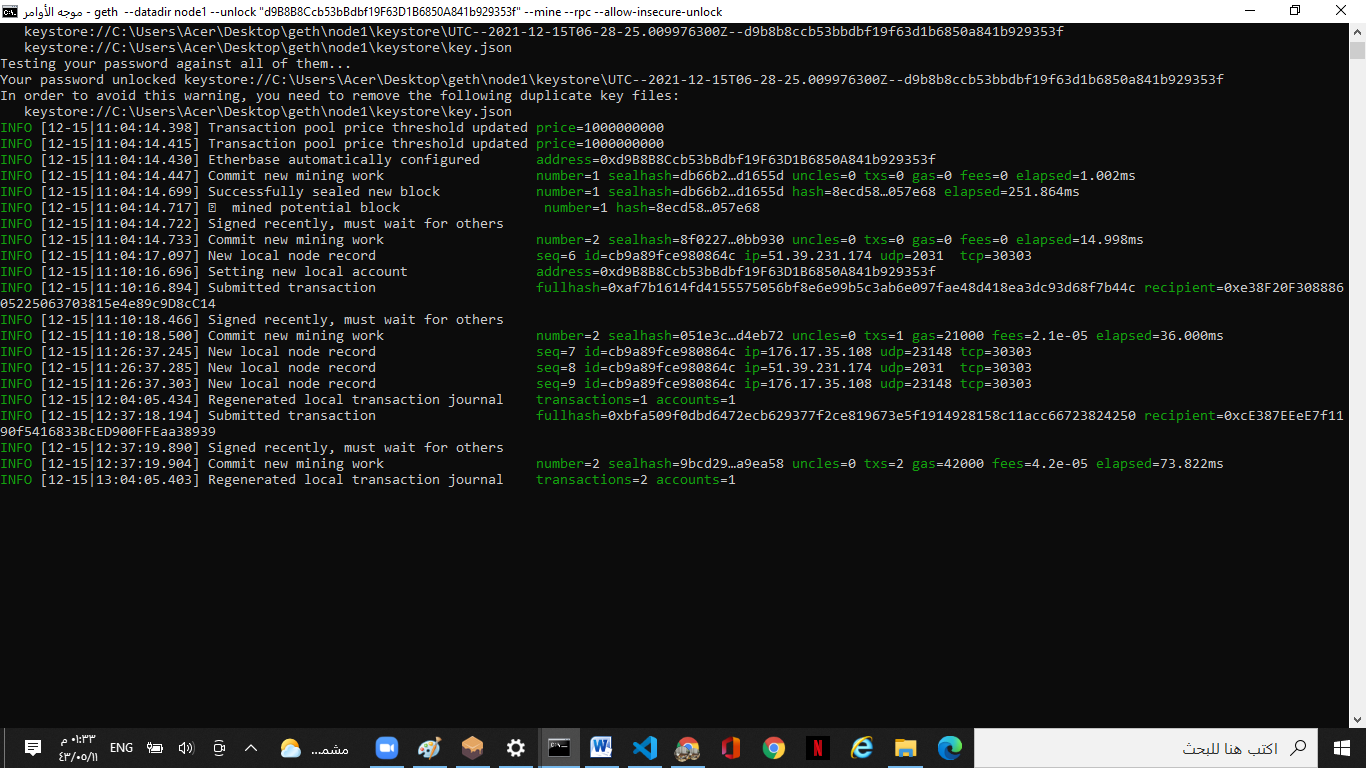 موجه الأوامر - geth --datadir node1 --unlock "d9B8B8Ccb53bBdbf19F63D1B6850A841b929353f" --mine --rpc --allow-insecure-unlock
keystore://C:\Users\Acer\Desktop\geth\node1\keystore\UTC--2021-12-15T06-28-25.009976300Z--d9b8b8ccb53bbdbf19f63d1b6850a841b929353f
keystore://C:\Users\Acer\Desktop\geth\node1\keystore\key.json
Testing your password against all of them...
Your password unlocked keystore://C:\Users\Acer\Desktop\geth\node1\keystore\UTC--2021-12-15T06-28-25.009976300Z--d9b8b8ccb53bbdbf19f63d1b6850a841b929353f
In order to avoid this warning, you need to remove the following duplicate key files:
keystore://C:\Users\Acer\Desktop\geth\node1\keystore\key.json
INFO [12-15|11:04:14.398] Transaction pool price threshold updated price=1000000000
INFO [12-15|11:04:14.415] Transaction pool price threshold updated price=1000000000
INFO [12-15|11:04:14.430] Etherbase automatically configured address=0xd9B8B8Ccb53bBdbf19F63D1B6850A841b929353f
INFO [12-15|11:04:14.447] Commit new mining work number=1 sealhash=db66b2…d1655d uncles=0 txs=0 gas=0 fees=0 elapsed=1.002ms
INFO [12-15|11:04:14.699] Successfully sealed new block number=1 sealhash=db66b2…d1655d hash=8ecd58…057e68 elapsed=251.864ms
INFO [12-15|11:04:14.717] mined potential block number=1 hash=8ecd58…057e68
INFO [12-15|11:04:14.722] Signed recently, must wait for others
INFO [12-15|11:04:14.733] Commit new mining work number=2 sealhash=8f0227…0bb930 uncles=0 txs=0 gas=0 fees=0 elapsed=14.998ms
INFO [12-15|11:04:17.097] New local node record seq=6 id=cb9a89fce980864c ip=51.39.231.174 udp=2031 tcp=30303
INFO [12-15|11:10:16.696] Setting new local account address=0xd9B8B8Ccb53bBdbf19F63D1B6850A841b929353f
INFO [12-15|11:10:16.894] Submitted transaction fullhash=0xaf7b1614fd4155575056bf8e6e99b5c3ab6e097fae48d418ea3dc93d68f7b44c recipient=0xe38F20F308886
05225063703815e4e89c9D8cC14
INFO [12-15|11:10:18.466] Signed recently, must wait for others
INFO [12-15|11:10:18.500] Commit new mining work number=2 sealhash=051e3c…d4eb72 uncles=0 txs=1 gas=21000 fees=2.1e-05 elapsed=36.000ms
INFO [12-15|11:26:37.245] New local node record seq=7 id=cb9a89fce980864c ip=176.17.35.108 udp=23148 tcp=30303
INFO [12-15|11:26:37.285] New local node record seq=8 id=cb9a89fce980864c ip=51.39.231.174 udp=2031 tcp=30303
INFO [12-15|11:26:37.303] New local node record seq=9 id=cb9a89fce980864c ip=176.17.35.108 udp=23148 tcp=30303
INFO [12-15|12:04:05.434] Regenerated local transaction journal transactions=1 accounts=1
INFO [12-15|12:37:18.194] Submitted transaction fullhash=0xbfa509f0dbd6472ecb629377f2ce819673e5f1914928158c11acc66723824250 recipient=0xcE387EEeE7f11
90f5416833BcED900FFEaa38939
INFO [12-15|12:37:19.890] Signed recently, must wait for others
INFO [12-15|12:37:19.904] Commit new mining work number=2 sealhash=9bcd29…a9ea58 uncles=0 txs=2 gas=42000 fees=4.2e-05 elapsed=73.822ms
INFO [12-15|13:04:05.403] Regenerated local transaction journal transactions=2 accounts=1
اكتب هنا للبحث
مشمـ...
ENG
٠١:٣٣ م
٤٣/٠٥/١١